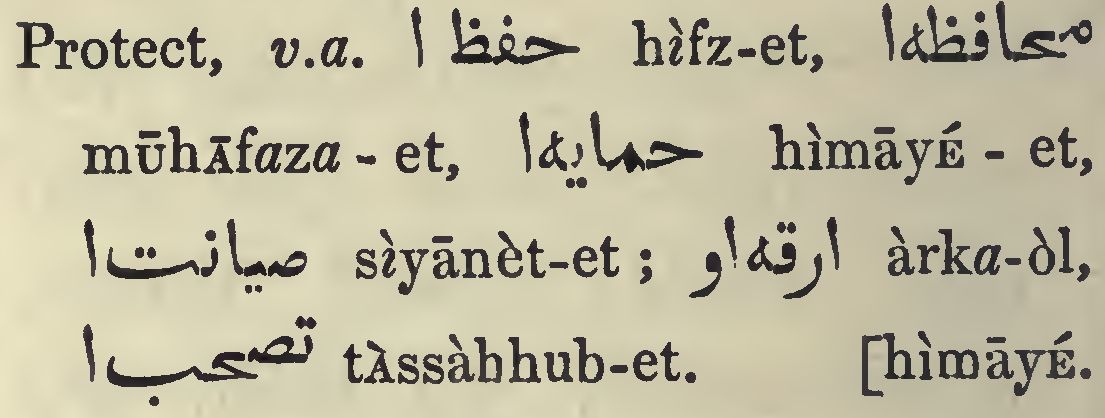 Protect, v.a. حفظ ا hìfz-et, محافظه‌ا
mūhĀfaza - et, حمايه‌ا hìmāyÉ - et,
صيانت ا sìyānèt-et ; ارقه‌او àrka-òl,
تصحب ا tÀssàhhub-et. [hìmāyÉ.